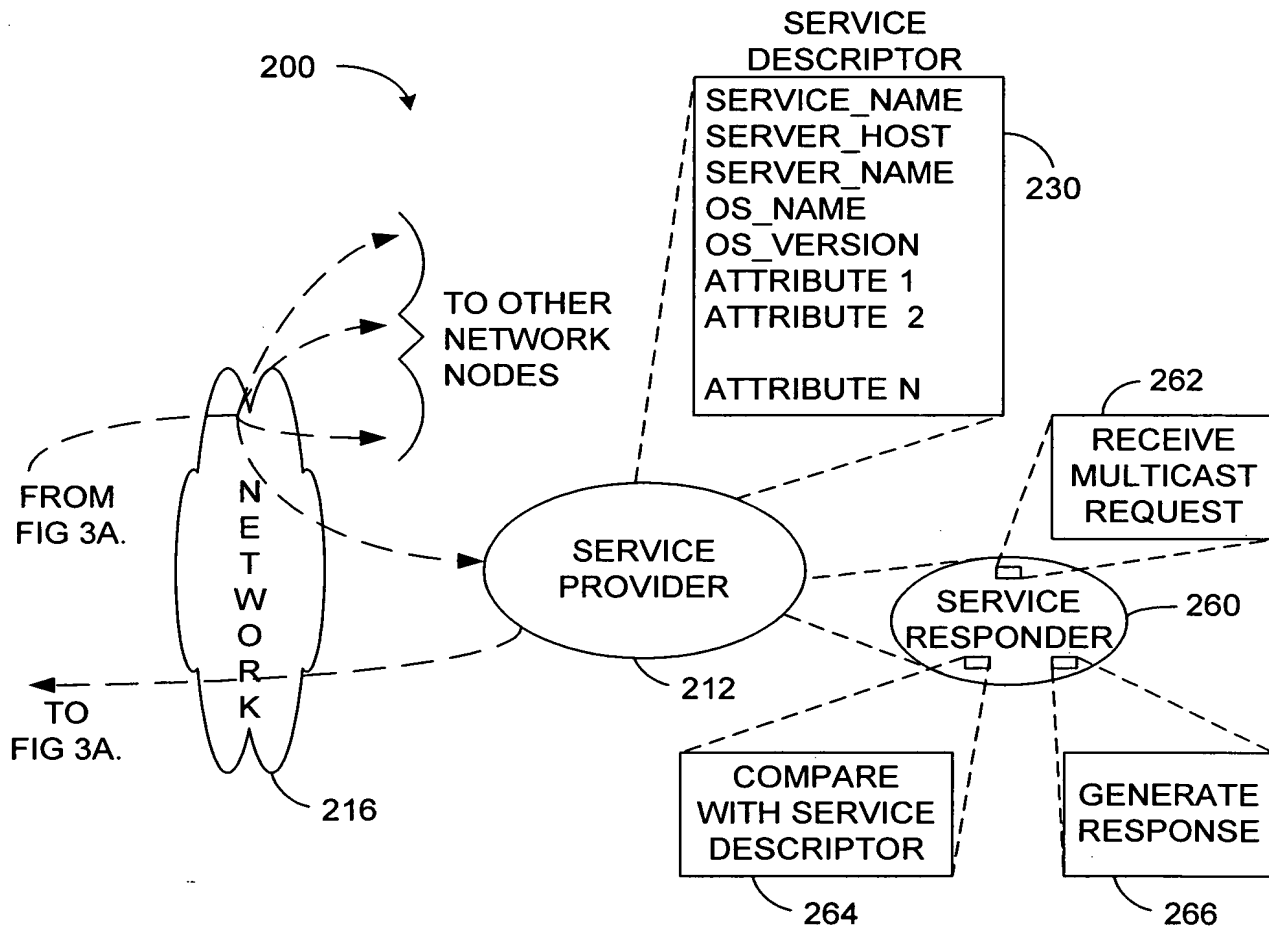 SERVICE
DESCRIPTOR
200
SERVICE_NAME
SERVER_HOST
SERVER_NAME
OS_NAME
OS_VERSION
ATTRIBUTE 1
ATTRIBUTE 2
ATTRIBUTE N
230
TO OTHER
NETWORK
NODES
262
RECEIVE
MULTICAST
REQUEST
FROM
FIG 3A.
NETWORK
SERVICE
PROVIDER
SERVICE
RESPONDER
260
212
TO
FIG 3A.
216
COMPARE
WITH SERVICE
DESCRIPTOR
GENERATE
RESPONSE
264
266